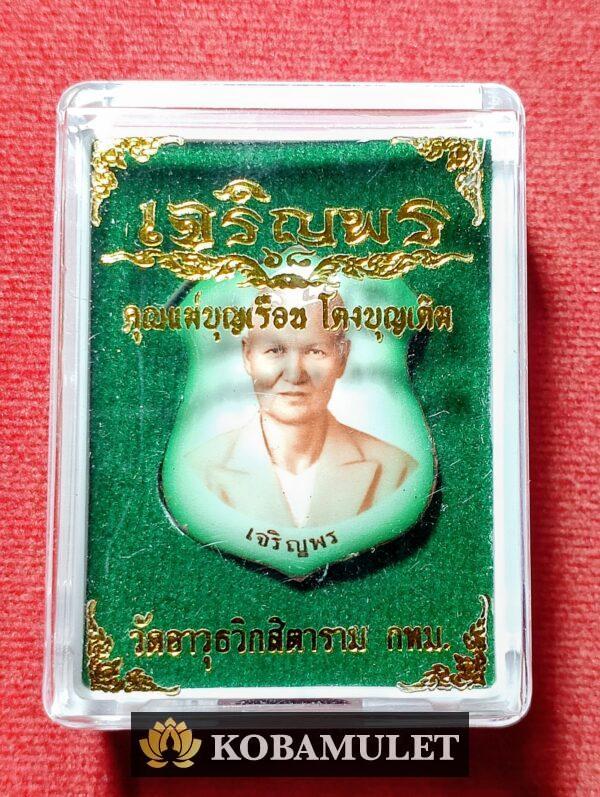 เจริญพร
๖๘
คุณแม่บุญเรือน โตงบุญเติม
เจริญพร
วัดอาวุธวิกสิตาราม กทม.
KOBAMULET